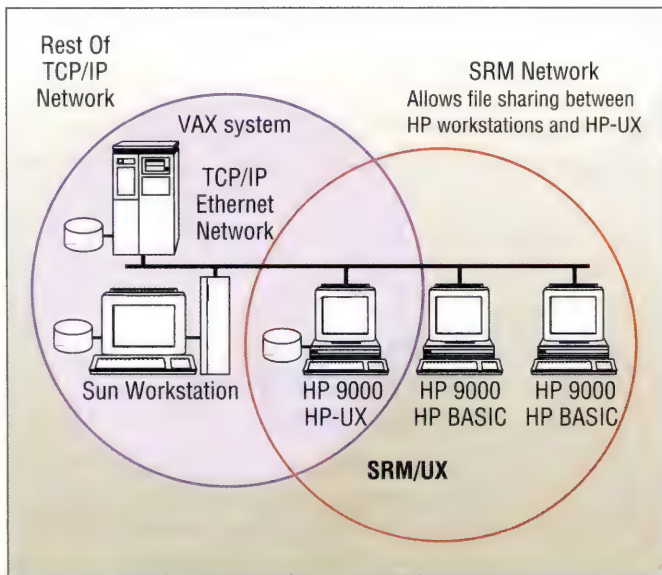 Rest Of
TCP/IP
Network
SRM Network
Allows file sharing between
HP workstations and HP-UX
VAX system
TCP/IP
Ethernet
Network
Sun Workstation
HP 9000
HP-UX
HP 9000
HP BASIC
HP 9000
HP BASIC
SRM/UX